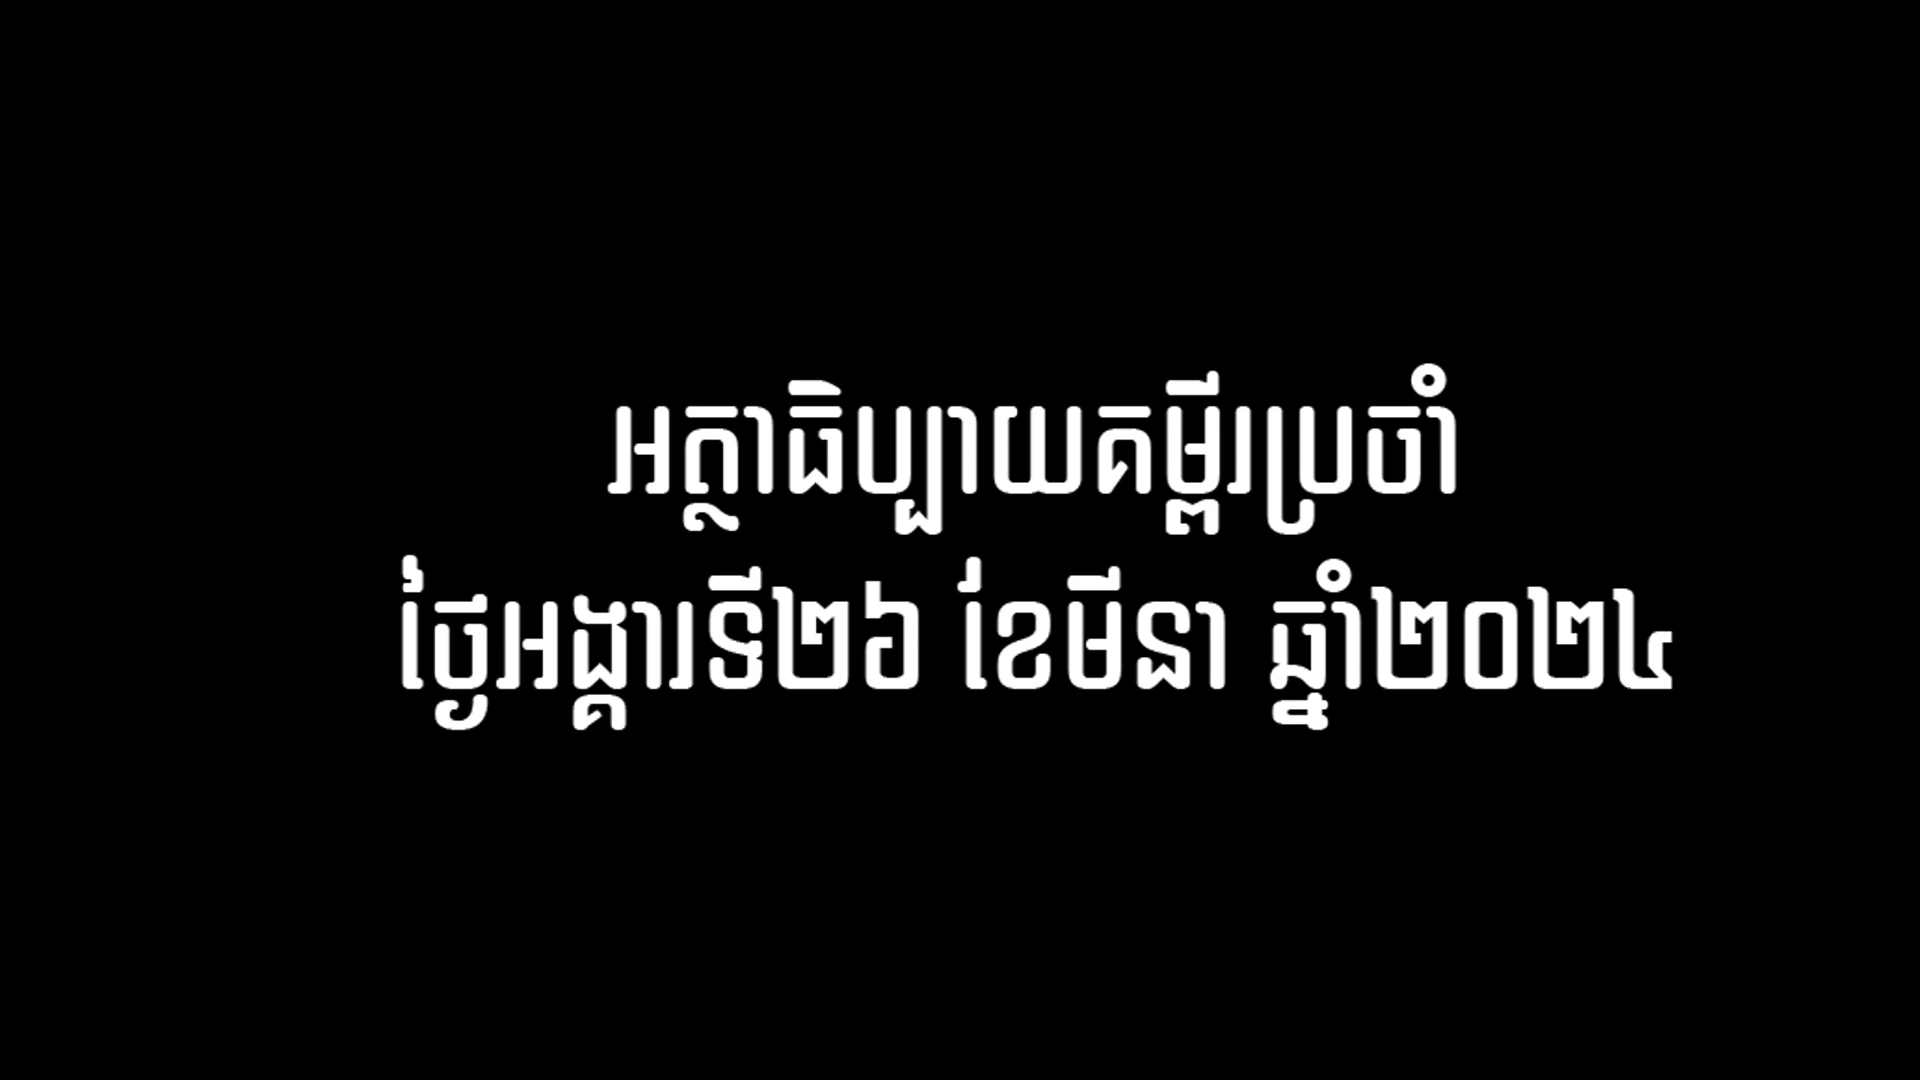 អត្ថាធិប្បាយគម្ពីរប្រចាំ
ថ្ងៃអង្គារទី២៦ ខែមីនា ឆ្នាំ២០២៤